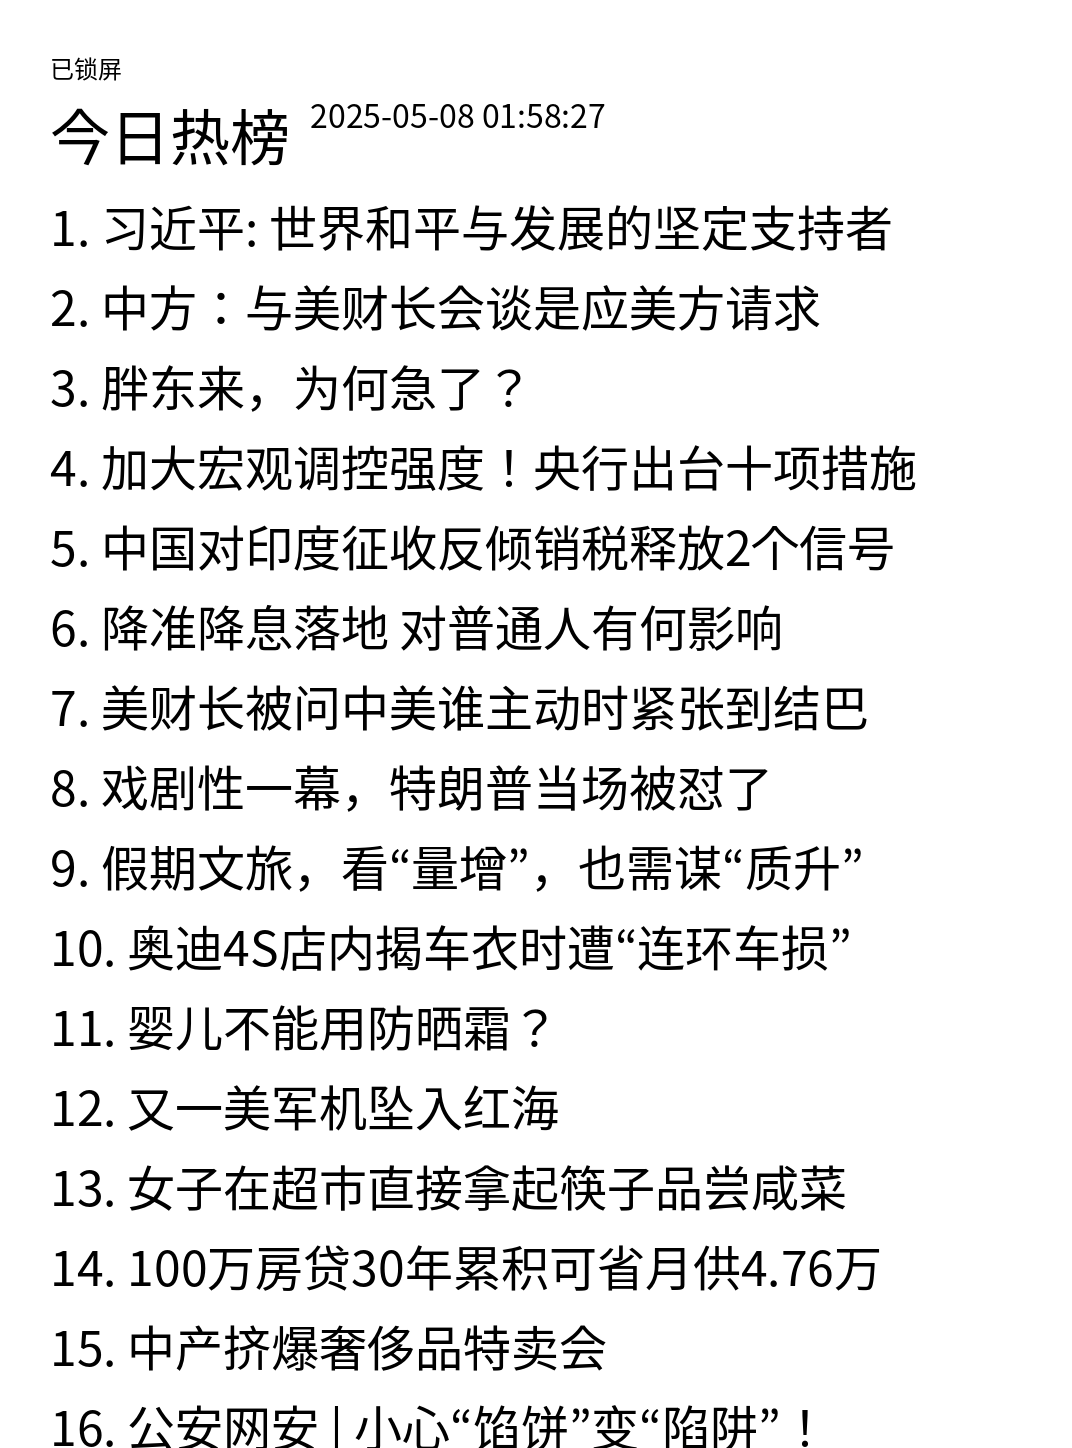 已锁屏
今日热榜 2025-05-08 01:58:27
1. 习近平: 世界和平与发展的坚定支持者
2. 中方：与美财长会谈是应美方请求
3. 胖东来，为何急了？
4. 加大宏观调控强度！央行出台十项措施
5. 中国对印度征收反倾销税释放2个信号
6. 降准降息落地 对普通人有何影响
7. 美财长被问中美谁主动时紧张到结巴
8. 戏剧性一幕，特朗普当场被怼了
9. 假期文旅，看“量增”，也需谋“质升”
10. 奥迪4S店内揭车衣时遭“连环车损”
11. 婴儿不能用防晒霜？
12. 又一美军机坠入红海
13. 女子在超市直接拿起筷子品尝咸菜
14. 100万房贷30年累积可省月供4.76万
15. 中产挤爆奢侈品特卖会
16. 公安网安 | 小心“馅饼”变“陷阱”！